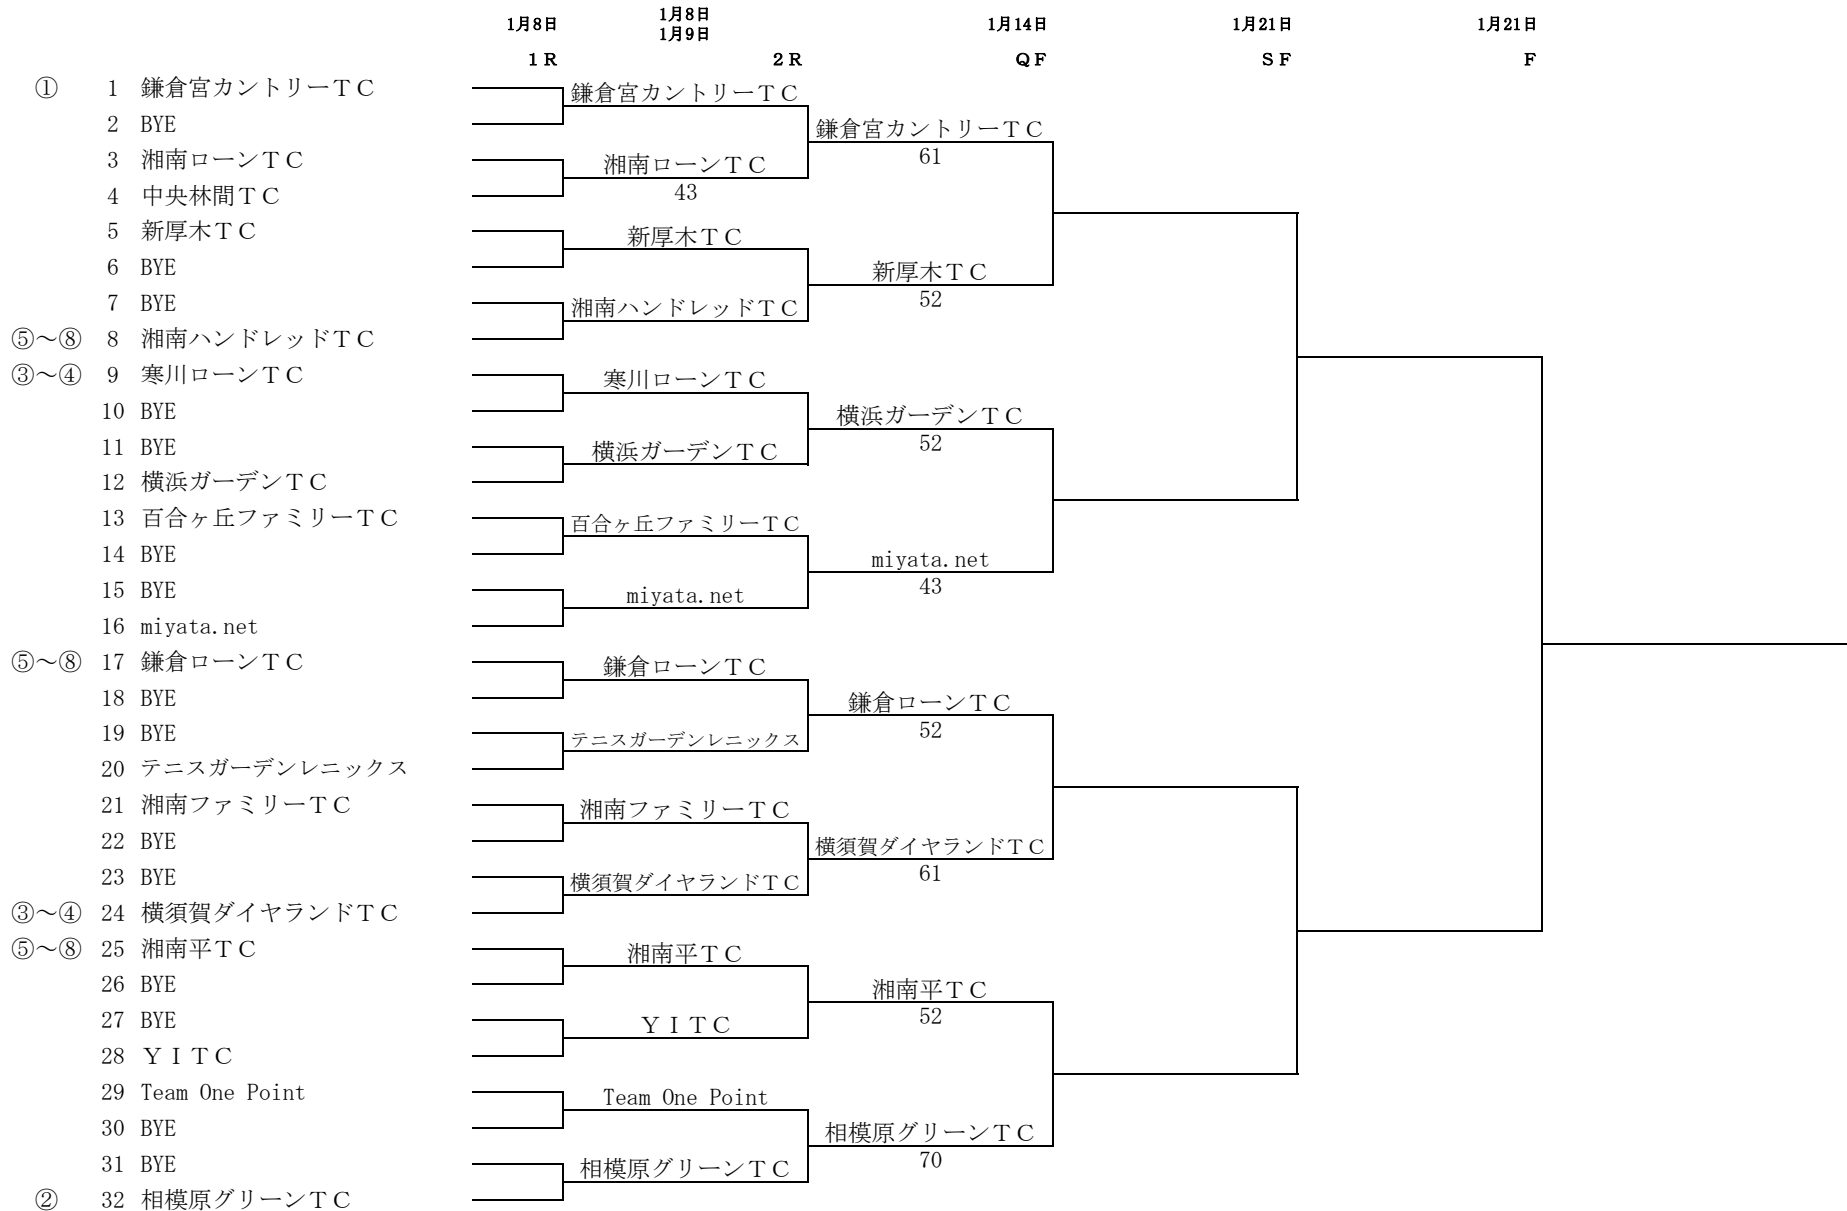 1月8日 1月8日 1月14日 1月21日 1月21日
1月9日
1R 2R QF SF F
① 1 鎌倉宮カントリーTC 鎌倉宮カントリーTC
2 BYE 鎌倉宮カントリーTC
3 湘南ローンTC 湘南ローンTC 61
4 中央林間TC 43
5 新厚木TC 新厚木TC
6 BYE 新厚木TC
7 BYE 湘南ハンドレッドTC 52
⑤～⑧ 8 湘南ハンドレッドTC
③～④ 9 寒川ローンTC 寒川ローンTC
10 BYE 横浜ガーデンTC
11 BYE 横浜ガーデンTC 52
12 横浜ガーデンTC
13 百合ヶ丘ファミリーTC 百合ヶ丘ファミリーTC
14 BYE miyata.net
15 BYE miyata.net 43
16 miyata.net
⑤～⑧ 17 鎌倉ローンTC 鎌倉ローンTC
18 BYE 鎌倉ローンTC
19 BYE テニスガーデンレニックス 52
20 テニスガーデンレニックス
21 湘南ファミリーTC 湘南ファミリーTC
22 BYE 横須賀ダイヤランドTC
23 BYE 横須賀ダイヤランドTC 61
③～④ 24 横須賀ダイヤランドTC
⑤～⑧ 25 湘南平TC 湘南平TC
26 BYE 湘南平TC
27 BYE YITC 52
28 YITC
29 Team One Point Team One Point
30 BYE 相模原グリーンTC
31 BYE 相模原グリーンTC 70
② 32 相模原グリーンTC